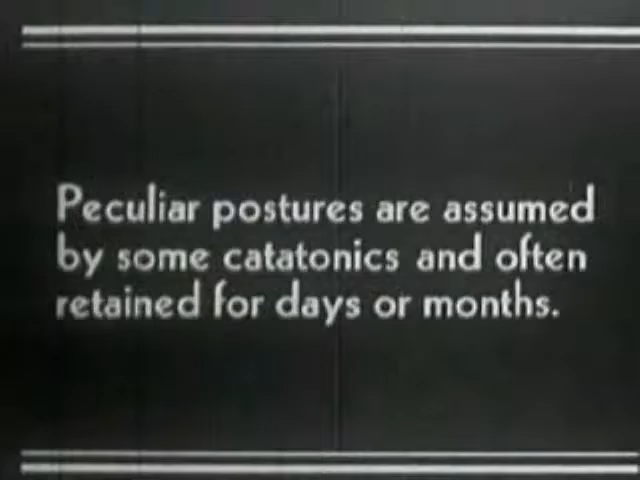 Peculiar postures are assumed
by some catatonics and often
retained for days or months.